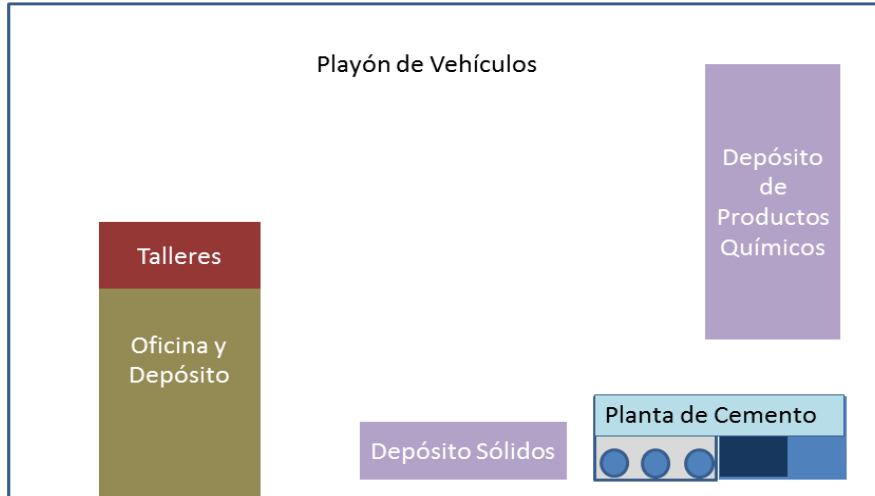 Playón de Vehículos
Depósito
de
Productos
Químicos
Talleres
Oficina y
Depósito
Planta de Cemento
Depósito Sólidos